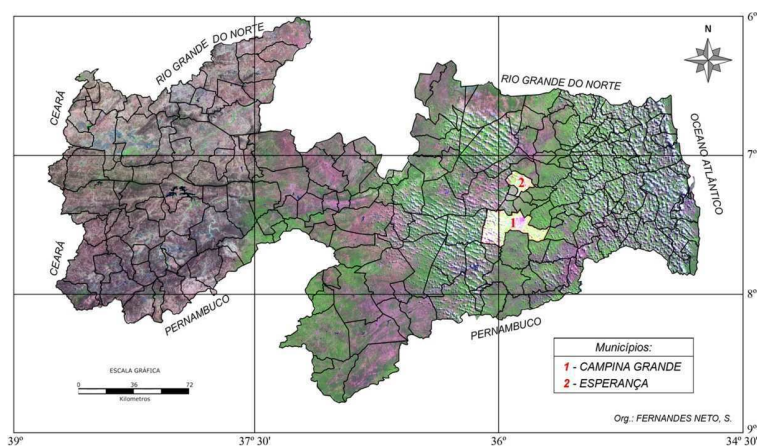 6º
N
RIO GRANDE DO NORTE
RIO GRANDE DO NORTE
CEARÁ
OCEANO ATLÂNTICO
7º
2
1
CEARÁ
PERNAMBUCO
PERNAMBUCO
8º
Municípios:
1 - CAMPINA GRANDE
2 - ESPERANÇA
ESCALA GRÁFICA
0 36 72
Kilometros
Org.: FERNANDES NETO, S.
9º
39º 37º 30' 36º 34º 30'